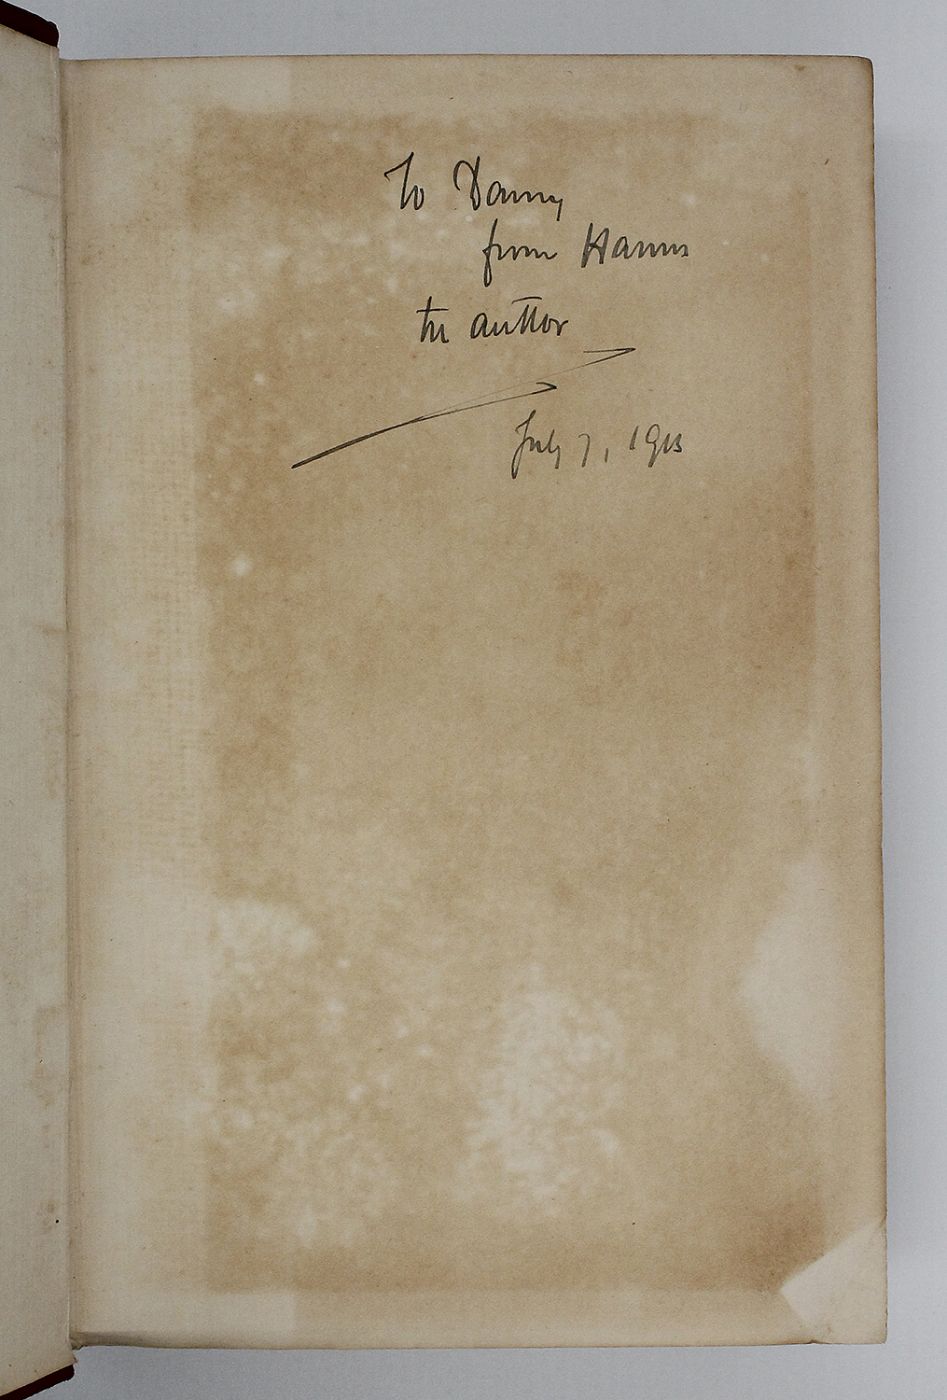 To Danny
from Hanns
the author
July 7, 1913